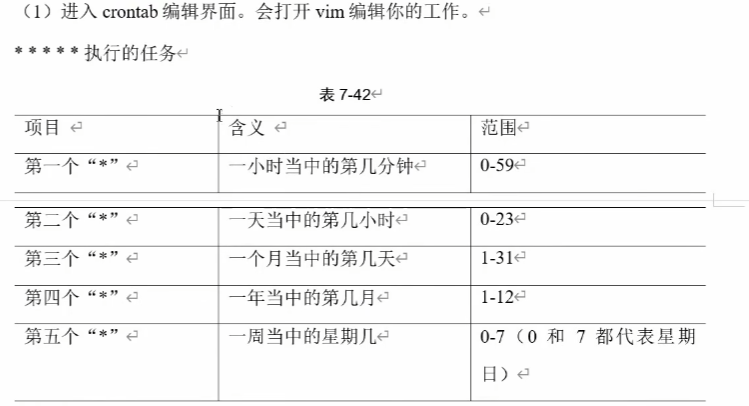 （1）进入 crontab 编辑界面。会打开 vim 编辑你的工作。
* * * * * 执行的任务
表 7-42
项目 含义 范围
第一个“*” 一小时当中的第几分钟 0-59
第二个“*” 一天当中的第几小时 0-23
第三个“*” 一个月当中的第几天 1-31
第四个“*” 一年当中的第几月 1-12
第五个“*” 一周当中的星期几 0-7（0 和 7 都代表星期
日）